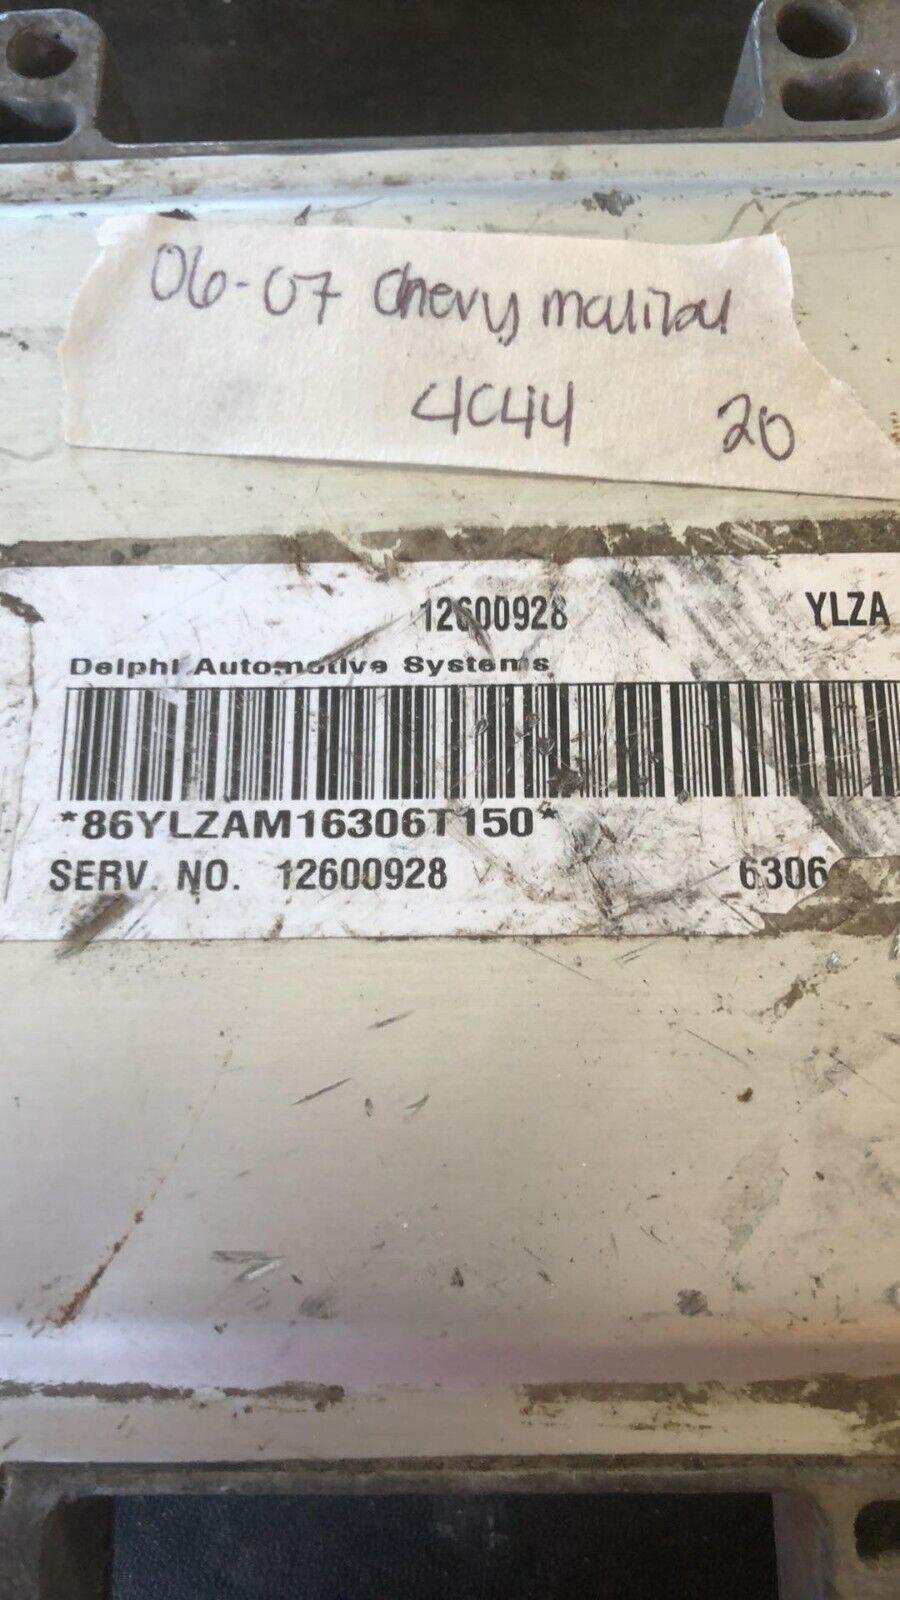 06-07 Chevy malibu
4C44 20
12600928 YLZA
Delphi Automotive Systems
*86YLZAM16306T150*
SERV. NO. 12600928 6306